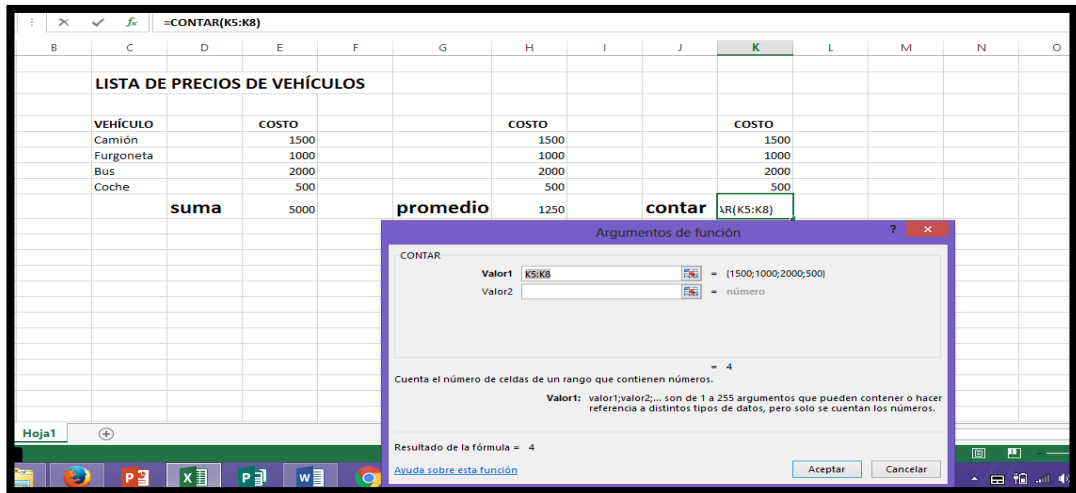 fx =CONTAR(K5:K8)
B C D E F G H I J K L M N O
LISTA DE PRECIOS DE VEHÍCULOS
VEHÍCULO COSTO COSTO COSTO
Camión 1500 1500 1500
Furgoneta 1000 1000 1000
Bus 2000 2000 2000
Coche 500 500 500
suma 5000 promedio 1250 contar AR(K5:K8)
Argumentos de función ? ×
CONTAR
Valor1 K5:K8 = {1500;1000;2000;500}
Valor2 = número
= 4
Cuenta el número de celdas de un rango que contienen números.
Valor1: valor1;valor2;... son de 1 a 255 argumentos que pueden contener o hacer
referencia a distintos tipos de datos, pero solo se cuentan los números.
Resultado de la fórmula = 4
Ayuda sobre esta función Aceptar Cancelar
Hoja1